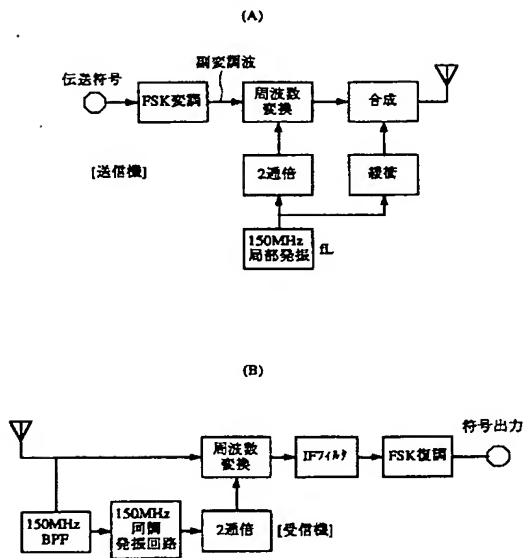 (A)
伝送符号
副変調波
FSK変調
周波数
変換
合成
[送信機]
2逓倍
緩衝
150MHz
局部発振
fL
(B)
符号出力
周波数
変換
IFフィルタ
FSK復調
150MHz
BPF
150MHz
同調
発振回路
2逓倍
[受信機]